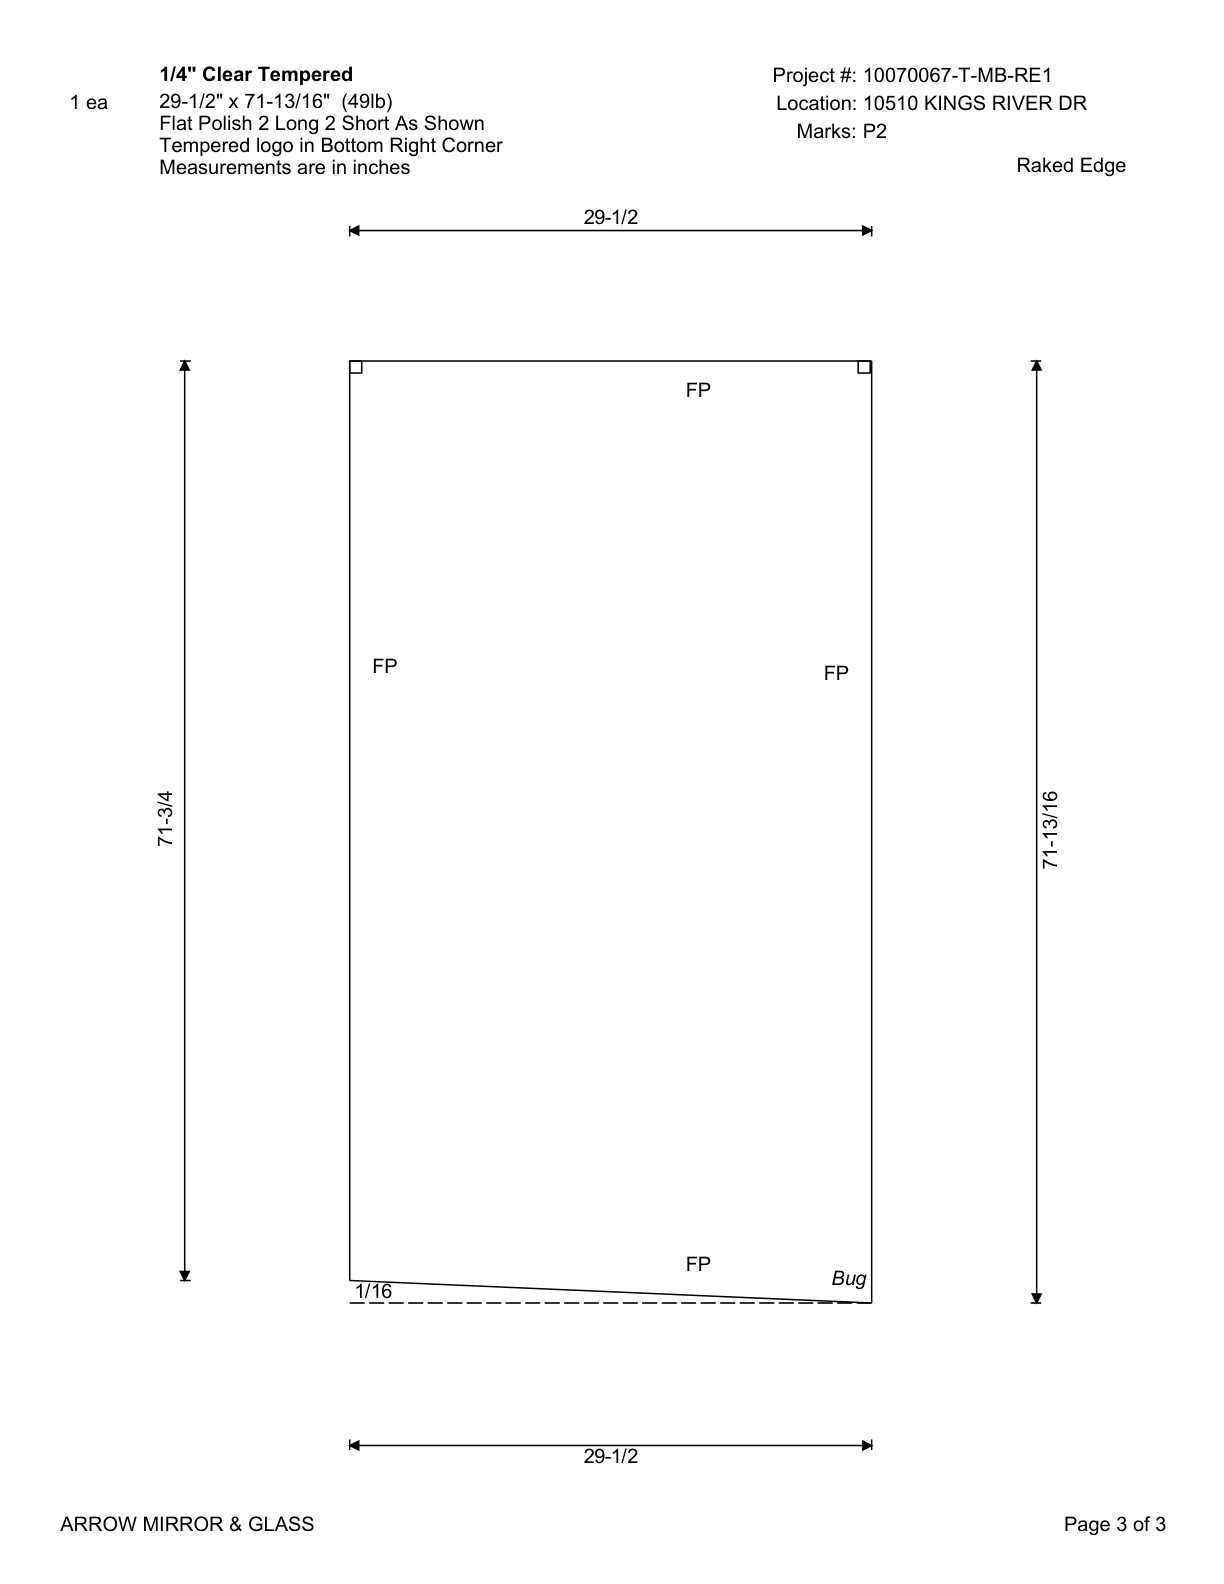 1/4" Clear Tempered
1 ea
29-1/2" x 71-13/16" (49lb)
Flat Polish 2 Long 2 Short As Shown
Tempered logo in Bottom Right Corner
Measurements are in inches
Project #: 10070067-T-MB-RE1
Location: 10510 KINGS RIVER DR
Marks: P2
Raked Edge
29-1/2
FP
FP
FP
71-3/4
71-13/16
FP
Bug
1/16
29-1/2
ARROW MIRROR & GLASS
Page 3 of 3